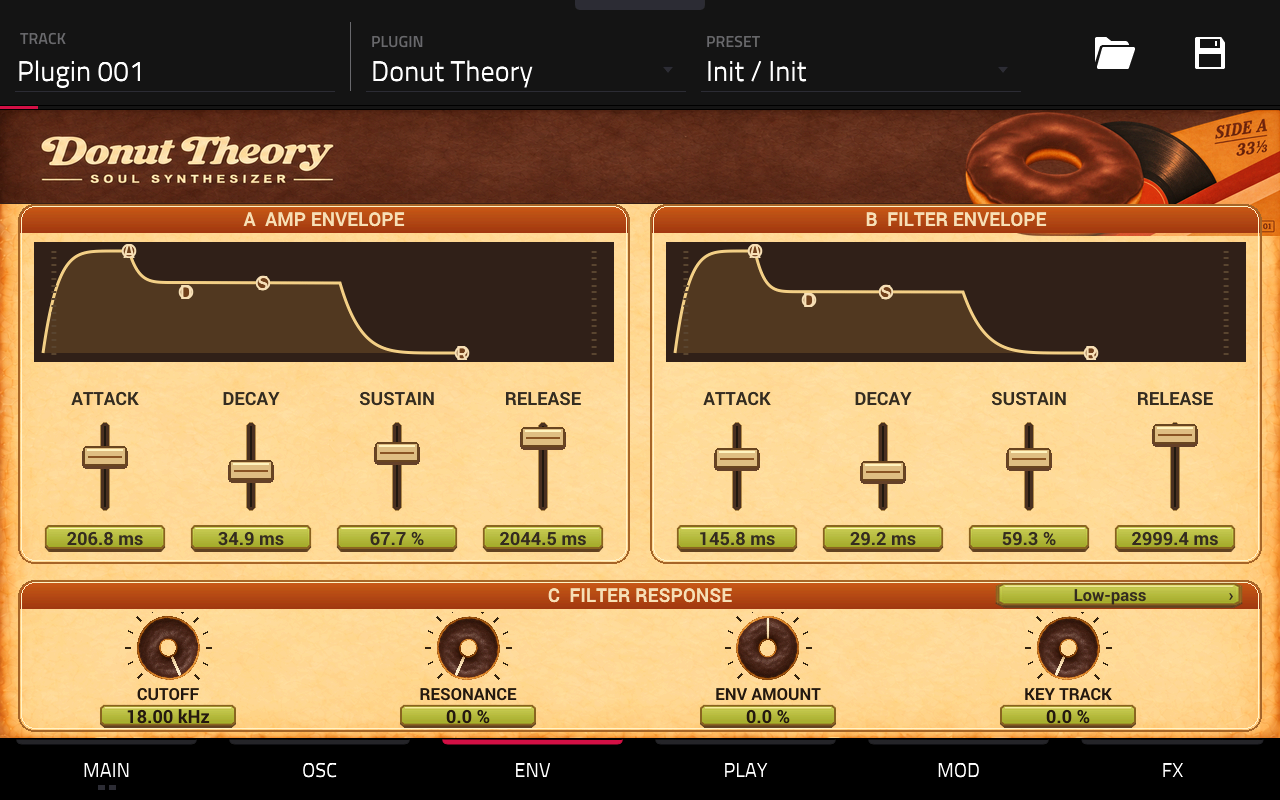 TRACK
Plugin 001
PLUGIN
Donut Theory
PRESET
Init / Init
Donut Theory
SOUL SYNTHESIZER
SIDE A
33⅓
01
A AMP ENVELOPE
A
D
S
R
ATTACK DECAY SUSTAIN RELEASE
206.8 ms 34.9 ms 67.7 % 2044.5 ms
B FILTER ENVELOPE
A
D
S
R
ATTACK DECAY SUSTAIN RELEASE
145.8 ms 29.2 ms 59.3 % 2999.4 ms
C FILTER RESPONSE
Low-pass ›
CUTOFF RESONANCE ENV AMOUNT KEY TRACK
18.00 kHz 0.0 % 0.0 % 0.0 %
MAIN OSC ENV PLAY MOD FX